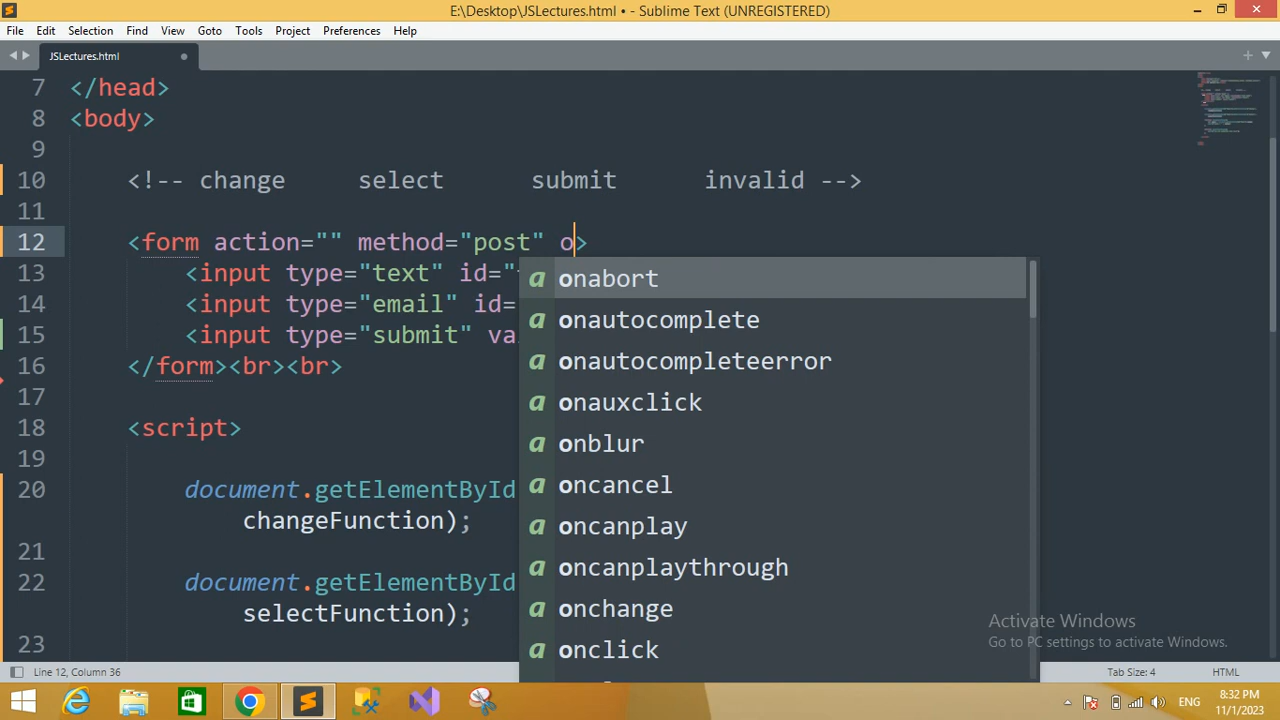 E:\Desktop\JSLectures.html • - Sublime Text (UNREGISTERED)
File Edit Selection Find View Goto Tools Project Preferences Help
JSLectures.html
7 </head>
8 <body>
9
10 <!-- change select submit invalid -->
11
12 <form action="" method="post" o>
13 <input type="text" id="
14 <input type="email" id=
15 <input type="submit" va
16 </form><br><br>
17
18 <script>
19
20 document.getElementById
changeFunction);
21
22 document.getElementById
selectFunction);
23
a onabort
a onautocomplete
a onautocompleteerror
a onauxclick
a onblur
a oncancel
a oncanplay
a oncanplaythrough
a onchange
a onclick
Activate Windows
Go to PC settings to activate Windows.
Line 12, Column 36
Tab Size: 4
HTML
ENG
8:32 PM
11/1/2023